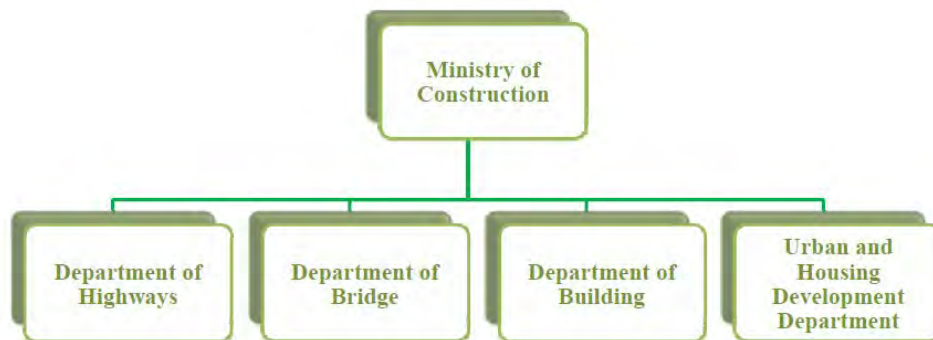 Ministry of
Construction
Department of
Highways
Department of
Bridge
Department of
Building
Urban and
Housing
Development
Department